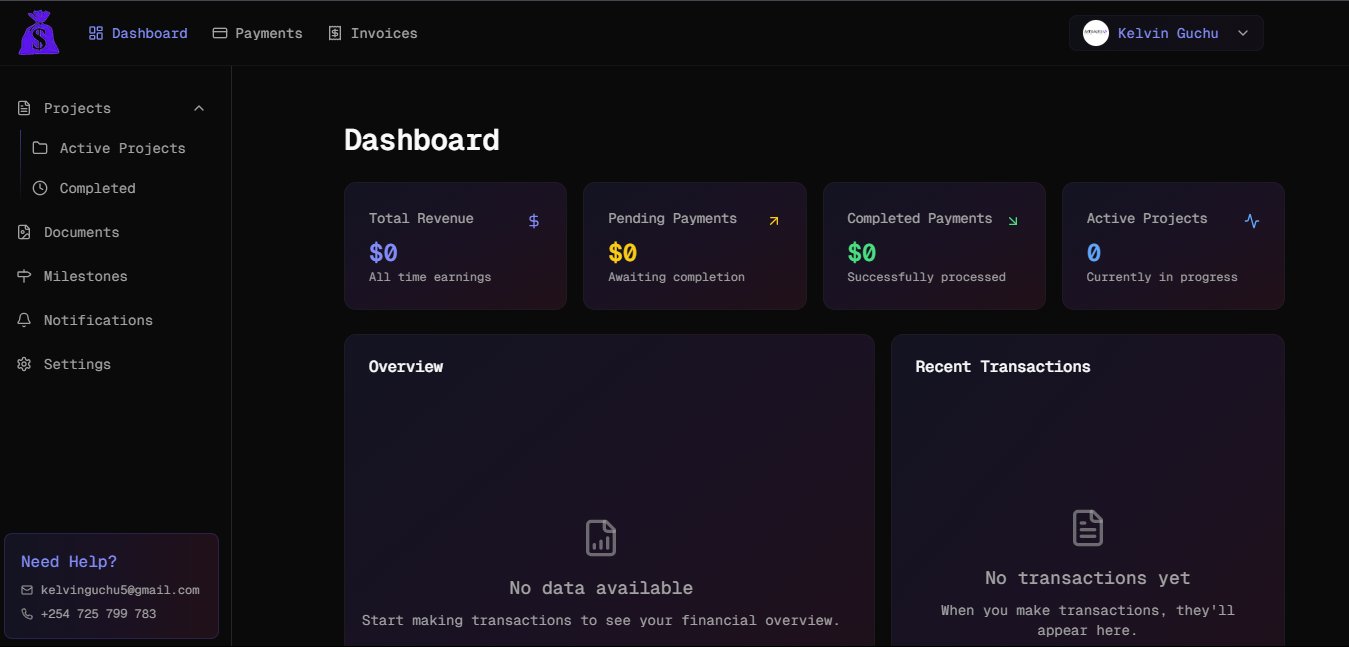 Dashboard
Payments
Invoices
Kelvin Guchu
Projects
Active Projects
Completed
Documents
Milestones
Notifications
Settings
Need Help?
kelvinguchu5@gmail.com
+254 725 799 783
Dashboard
Total Revenue
$
$0
All time earnings
Pending Payments
$0
Awaiting completion
Completed Payments
$0
Successfully processed
Active Projects
0
Currently in progress
Overview
No data available
Start making transactions to see your financial overview.
Recent Transactions
No transactions yet
When you make transactions, they'll
appear here.